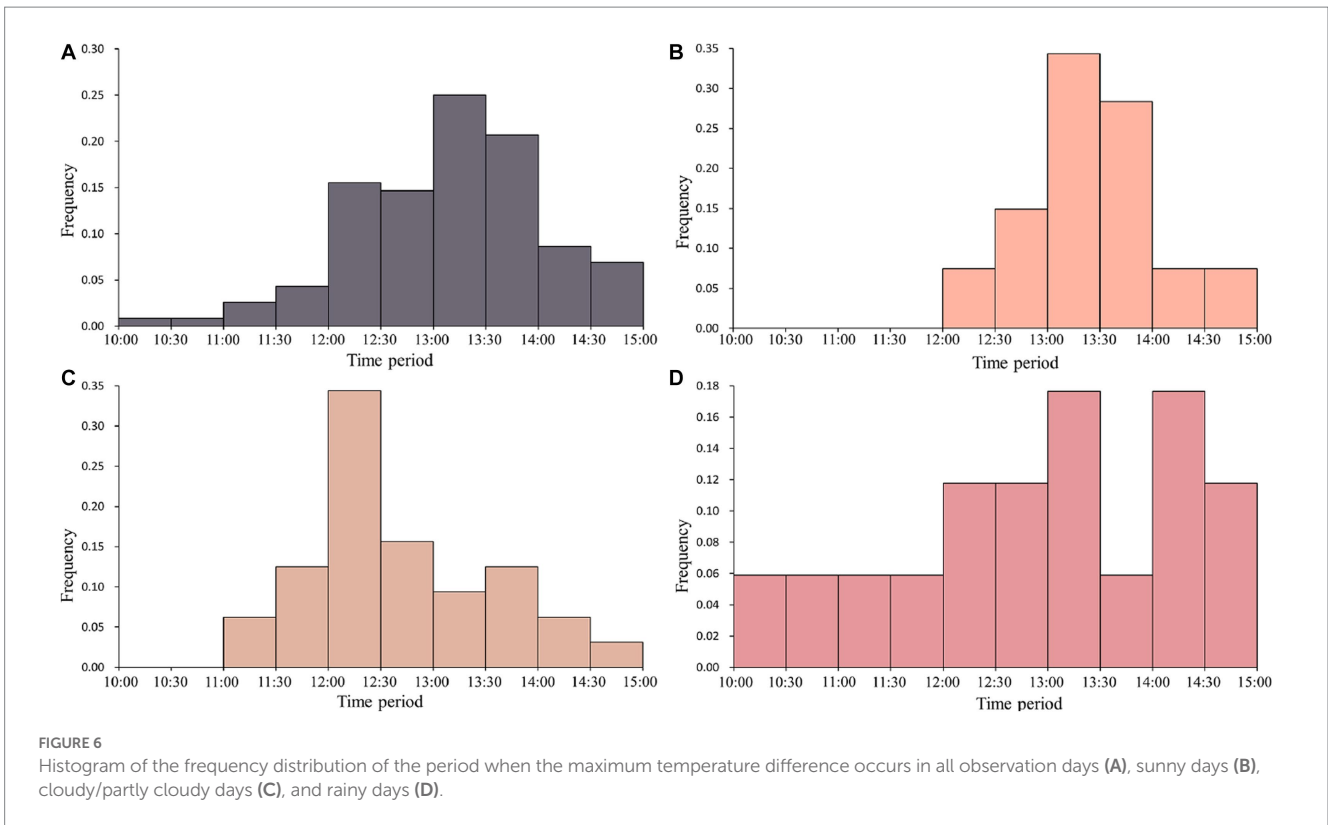 A
0.30
0.25
0.20
0.15
0.10
0.05
0.00
Frequency
10:00 10:30 11:00 11:30 12:00 12:30 13:00 13:30 14:00 14:30 15:00
Time period
B
0.35
0.30
0.25
0.20
0.15
0.10
0.05
0.00
Frequency
10:00 10:30 11:00 11:30 12:00 12:30 13:00 13:30 14:00 14:30 15:00
Time period
C
0.35
0.30
0.25
0.20
0.15
0.10
0.05
0.00
Frequency
10:00 10:30 11:00 11:30 12:00 12:30 13:00 13:30 14:00 14:30 15:00
Time period
D
0.18
0.16
0.14
0.12
0.10
0.08
0.06
0.04
0.02
0.00
Frequency
10:00 10:30 11:00 11:30 12:00 12:30 13:00 13:30 14:00 14:30 15:00
Time period
FIGURE 6
Histogram of the frequency distribution of the period when the maximum temperature difference occurs in all observation days (A), sunny days (B),
cloudy/partly cloudy days (C), and rainy days (D).